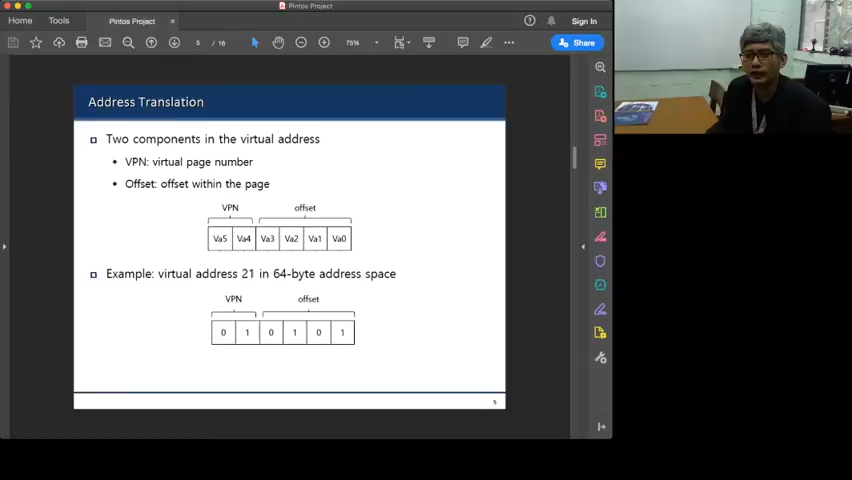 Pintos Project
Home Tools Pintos Project × Sign In
5 / 16 75% Share
Address Translation
Two components in the virtual address
VPN: virtual page number
Offset: offset within the page
VPN offset
Va5 Va4 Va3 Va2 Va1 Va0
Example: virtual address 21 in 64-byte address space
VPN offset
0 1 0 1 0 1
5